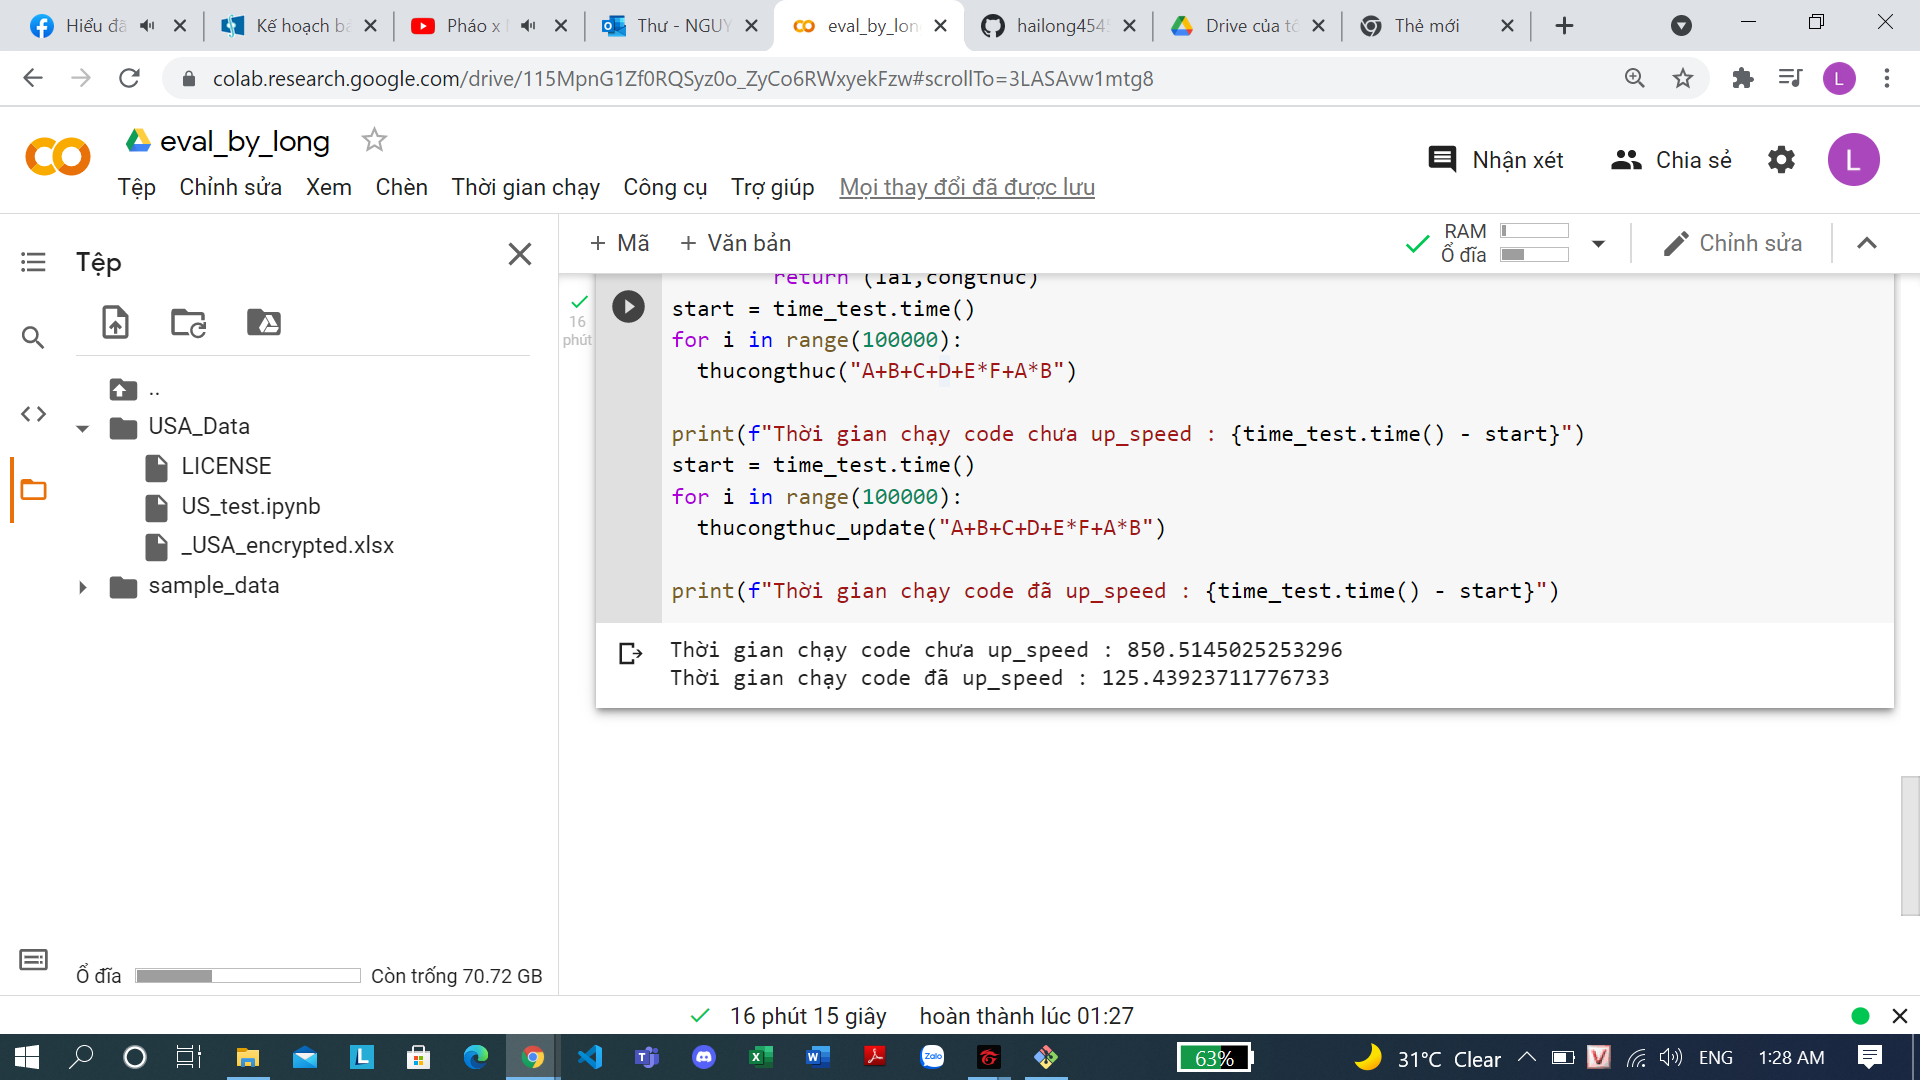 Hiểu đã
Kế hoạch bá
Pháo x
Thư - NGUY
eval_by_lon
hailong4545
Drive của tô
Thẻ mới
colab.research.google.com/drive/115MpnG1Zf0RQSyz0o_ZyCo6RWxyekFzw#scrollTo=3LASAvw1mtg8
L
eval_by_long
Nhận xét
Chia sẻ
L
Tệp Chỉnh sửa Xem Chèn Thời gian chạy Công cụ Trợ giúp Mọi thay đổi đã được lưu
Tệp
+ Mã + Văn bản
RAM
Ổ đĩa
Chỉnh sửa
..
USA_Data
LICENSE
US_test.ipynb
_USA_encrypted.xlsx
sample_data
Ổ đĩa
Còn trống 70.72 GB
16
phút
return (lai,congthuc)
start = time_test.time()
for i in range(100000):
thucongthuc("A+B+C+D+E*F+A*B")
print(f"Thời gian chạy code chưa up_speed : {time_test.time() - start}")
start = time_test.time()
for i in range(100000):
thucongthuc_update("A+B+C+D+E*F+A*B")
print(f"Thời gian chạy code đã up_speed : {time_test.time() - start}")
Thời gian chạy code chưa up_speed : 850.5145025253296
Thời gian chạy code đã up_speed : 125.43923711776733
16 phút 15 giây hoàn thành lúc 01:27
63%
31°C Clear
ENG
1:28 AM